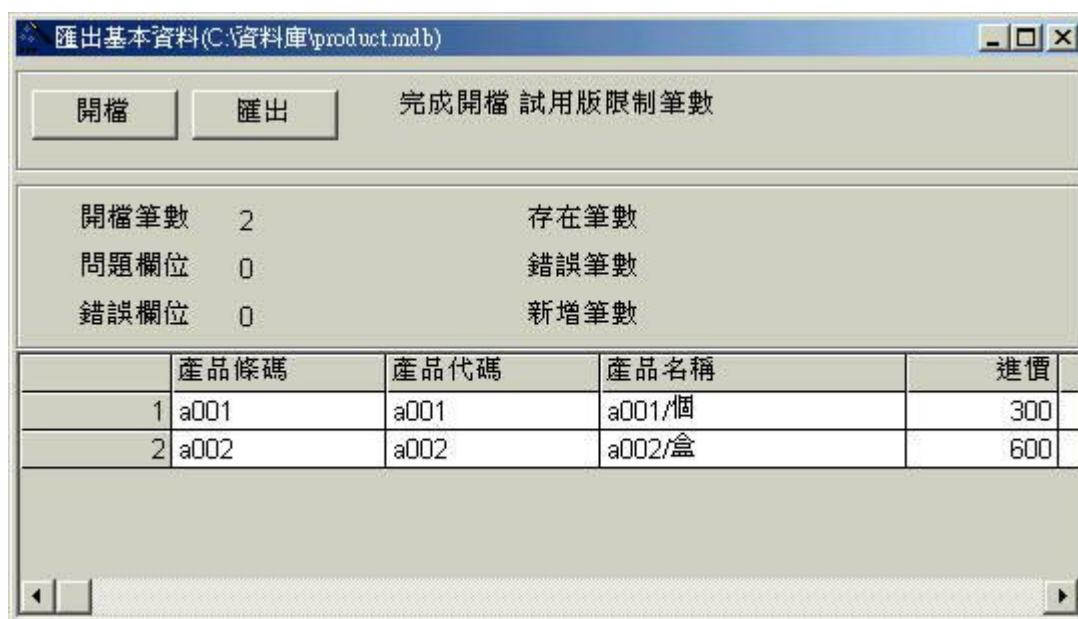 匯出基本資料(C:\資料庫\product.mdb)
開檔 匯出 完成開檔 試用版限制筆數
開檔筆數 2 存在筆數
問題欄位 0 錯誤筆數
錯誤欄位 0 新增筆數
產品條碼 產品代碼 產品名稱 進價
1 a001 a001 a001/個 300
2 a002 a002 a002/盒 600